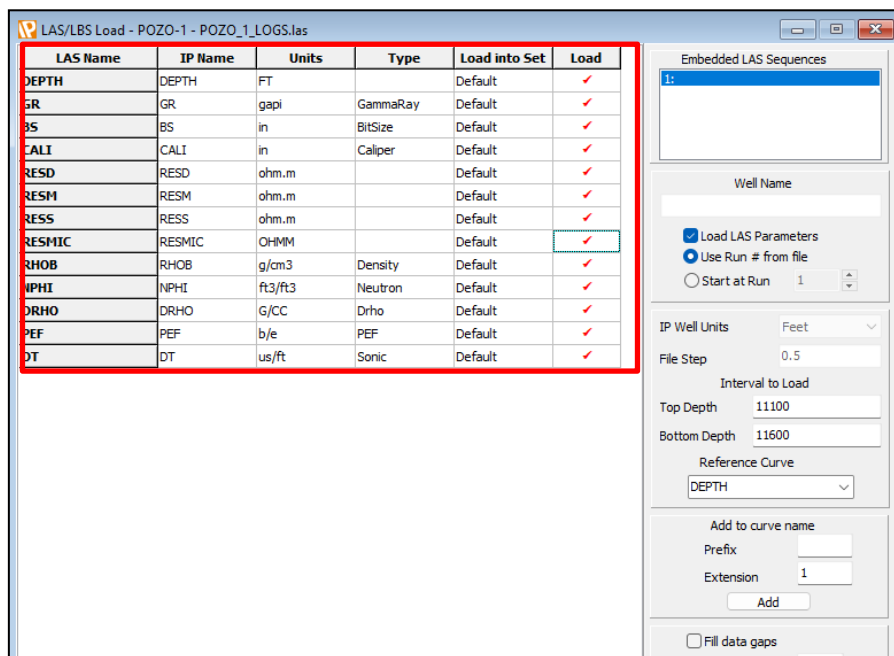 LAS/LBS Load - POZO-1 - POZO_1_LOGS.las
LAS Name IP Name Units Type Load into Set Load
DEPTH DEPTH FT Default
GR GR gapi GammaRay Default
BS BS in BitSize Default
CALI CALI in Caliper Default
RESD RESD ohm.m Default
RESM RESM ohm.m Default
RESS RESS ohm.m Default
RESMIC RESMIC OHMM Default
RHOB RHOB g/cm3 Density Default
NPHI NPHI ft3/ft3 Neutron Default
DRHO DRHO G/CC Drho Default
PEF PEF b/e PEF Default
DT DT us/ft Sonic Default
Embedded LAS Sequences
1:
Well Name
Load LAS Parameters
Use Run # from file
Start at Run 1
IP Well Units Feet
File Step 0.5
Interval to Load
Top Depth 11100
Bottom Depth 11600
Reference Curve
DEPTH
Add to curve name
Prefix
Extension 1
Add
Fill data gaps